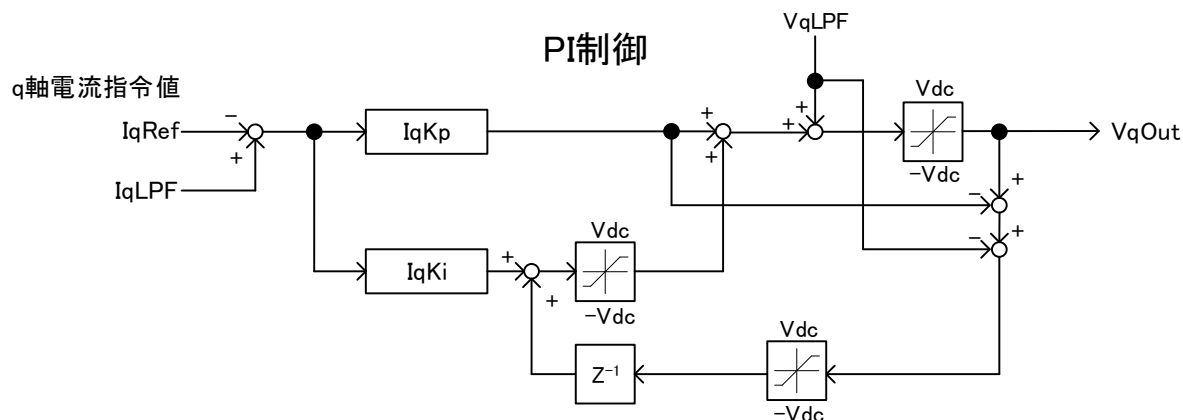 VqLPF
PI制御
q軸電流指令値
IqRef
IqLPF
−
+
IqKp
+
+
+
+
Vdc
−Vdc
VqOut
+
−
+
−
IqKi
+
+
Vdc
−Vdc
Z⁻¹
Vdc
−Vdc